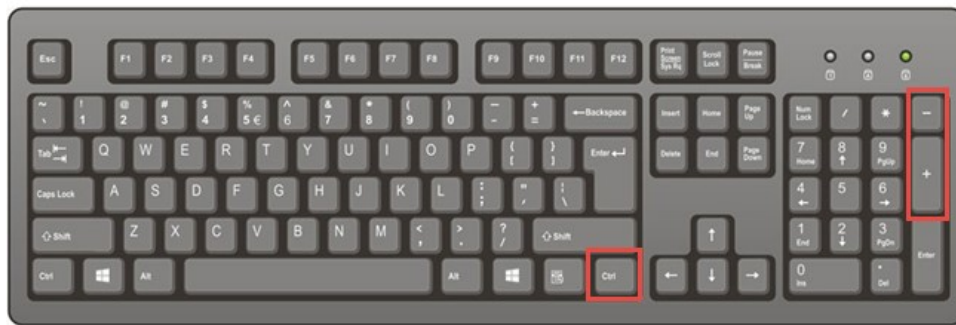 Esc F1 F2 F3 F4 F5 F6 F7 F8 F9 F10 F11 F12 Print Screen Sys Rq Scroll Lock Pause Break
~ ` ! 1 @ 2 # 3 $ 4 % 5 € ^ 6 & 7 * 8 ( 9 ) 0 — - + = ←Backspace Insert Home Page Up Num Lock / * −
Tab Q W E R T Y U I O P { [ } ] Enter Delete End Page Down 7 Home 8 ↑ 9 PgUp +
Caps Lock A S D F G H J K L : ; " ' ¦ \ 4 ← 5 6 →
⇧ Shift Z X C V B N M < , > . ? / ⇧ Shift ↑ 1 End 2 ↓ 3 PgDn Enter
Ctrl Alt Alt Ctrl ← ↓ → 0 Ins . Del